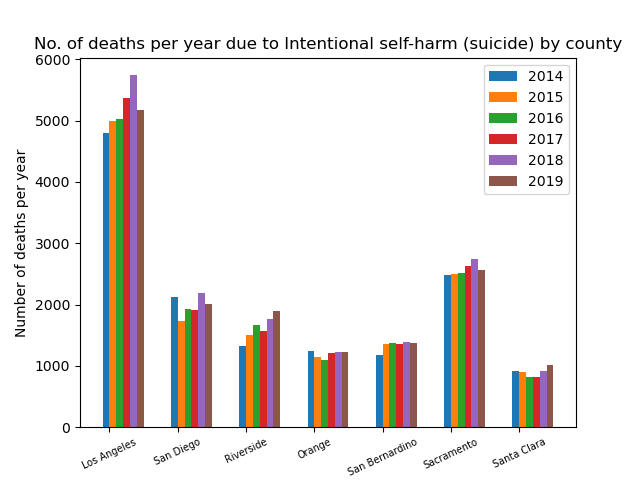 No. of deaths per year due to Intentional self-harm (suicide) by county
6000
5000
4000
3000
2000
1000
0
Number of deaths per year
2014
2015
2016
2017
2018
2019
Los Angeles
San Diego
Riverside
Orange
San Bernardino
Sacramento
Santa Clara